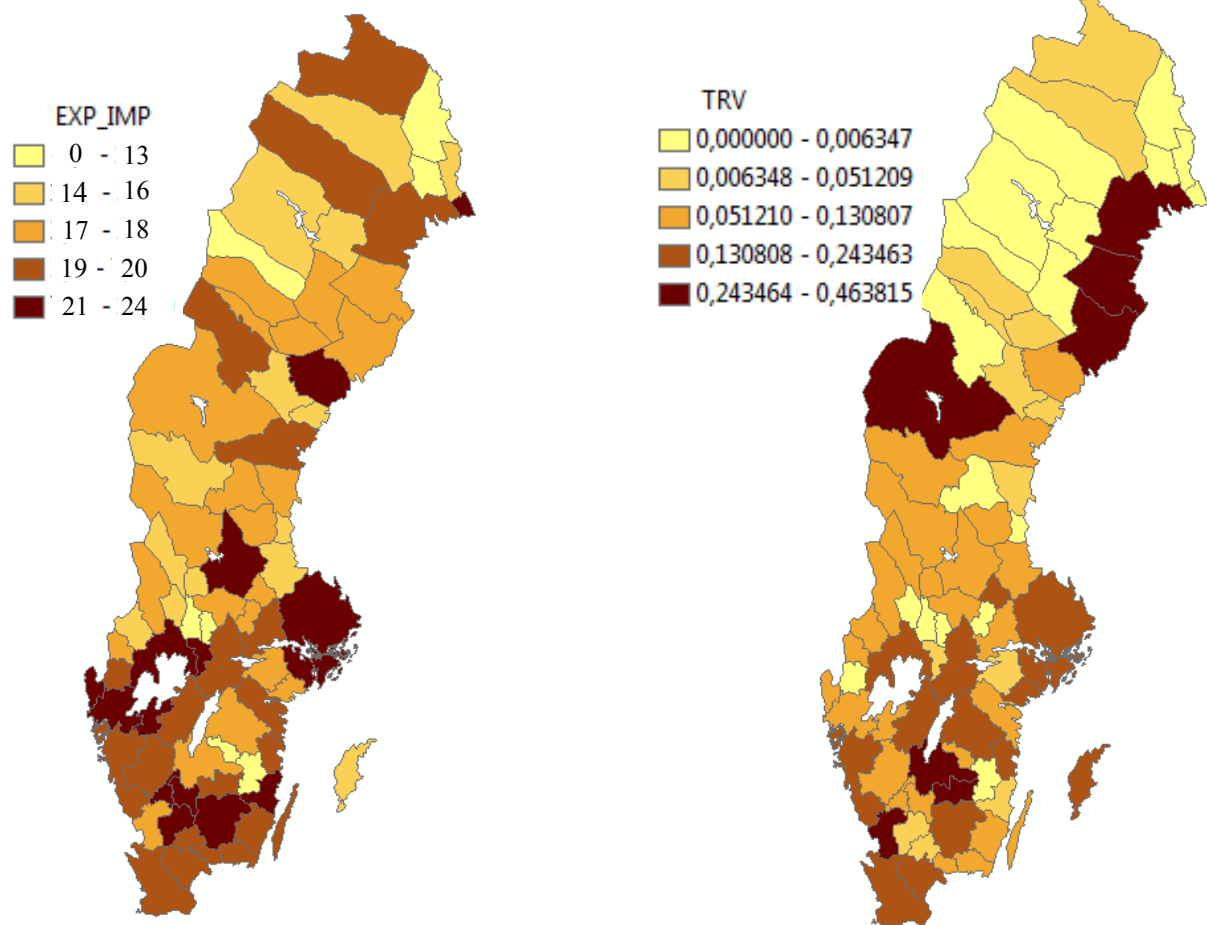 EXP_IMP
0 - 13
14 - 16
17 - 18
19 - 20
21 - 24
TRV
0,000000 - 0,006347
0,006348 - 0,051209
0,051210 - 0,130807
0,130808 - 0,243463
0,243464 - 0,463815